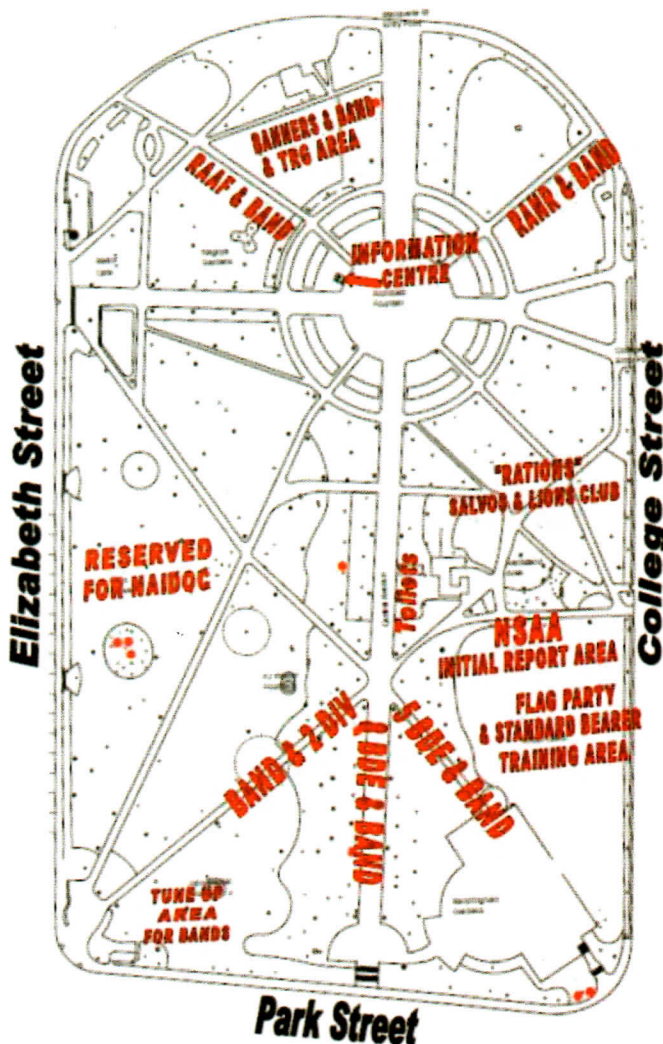 BANNERS & BAND
& TRG AREA
RAAF & BAND
RANR & BAND
INFORMATION
CENTRE
Elizabeth Street
College Street
"RATIONS"
SALVOS & LIONS CLUB
RESERVED
FOR NAIDOC
Toilets
NSAA
INITIAL REPORT AREA
FLAG PARTY
& STANDARD BEARER
TRAINING AREA
BAND & 2 DIV
8 BDE & BAND
5 BDE & BAND
TUNE UP
AREA
FOR BANDS
Park Street